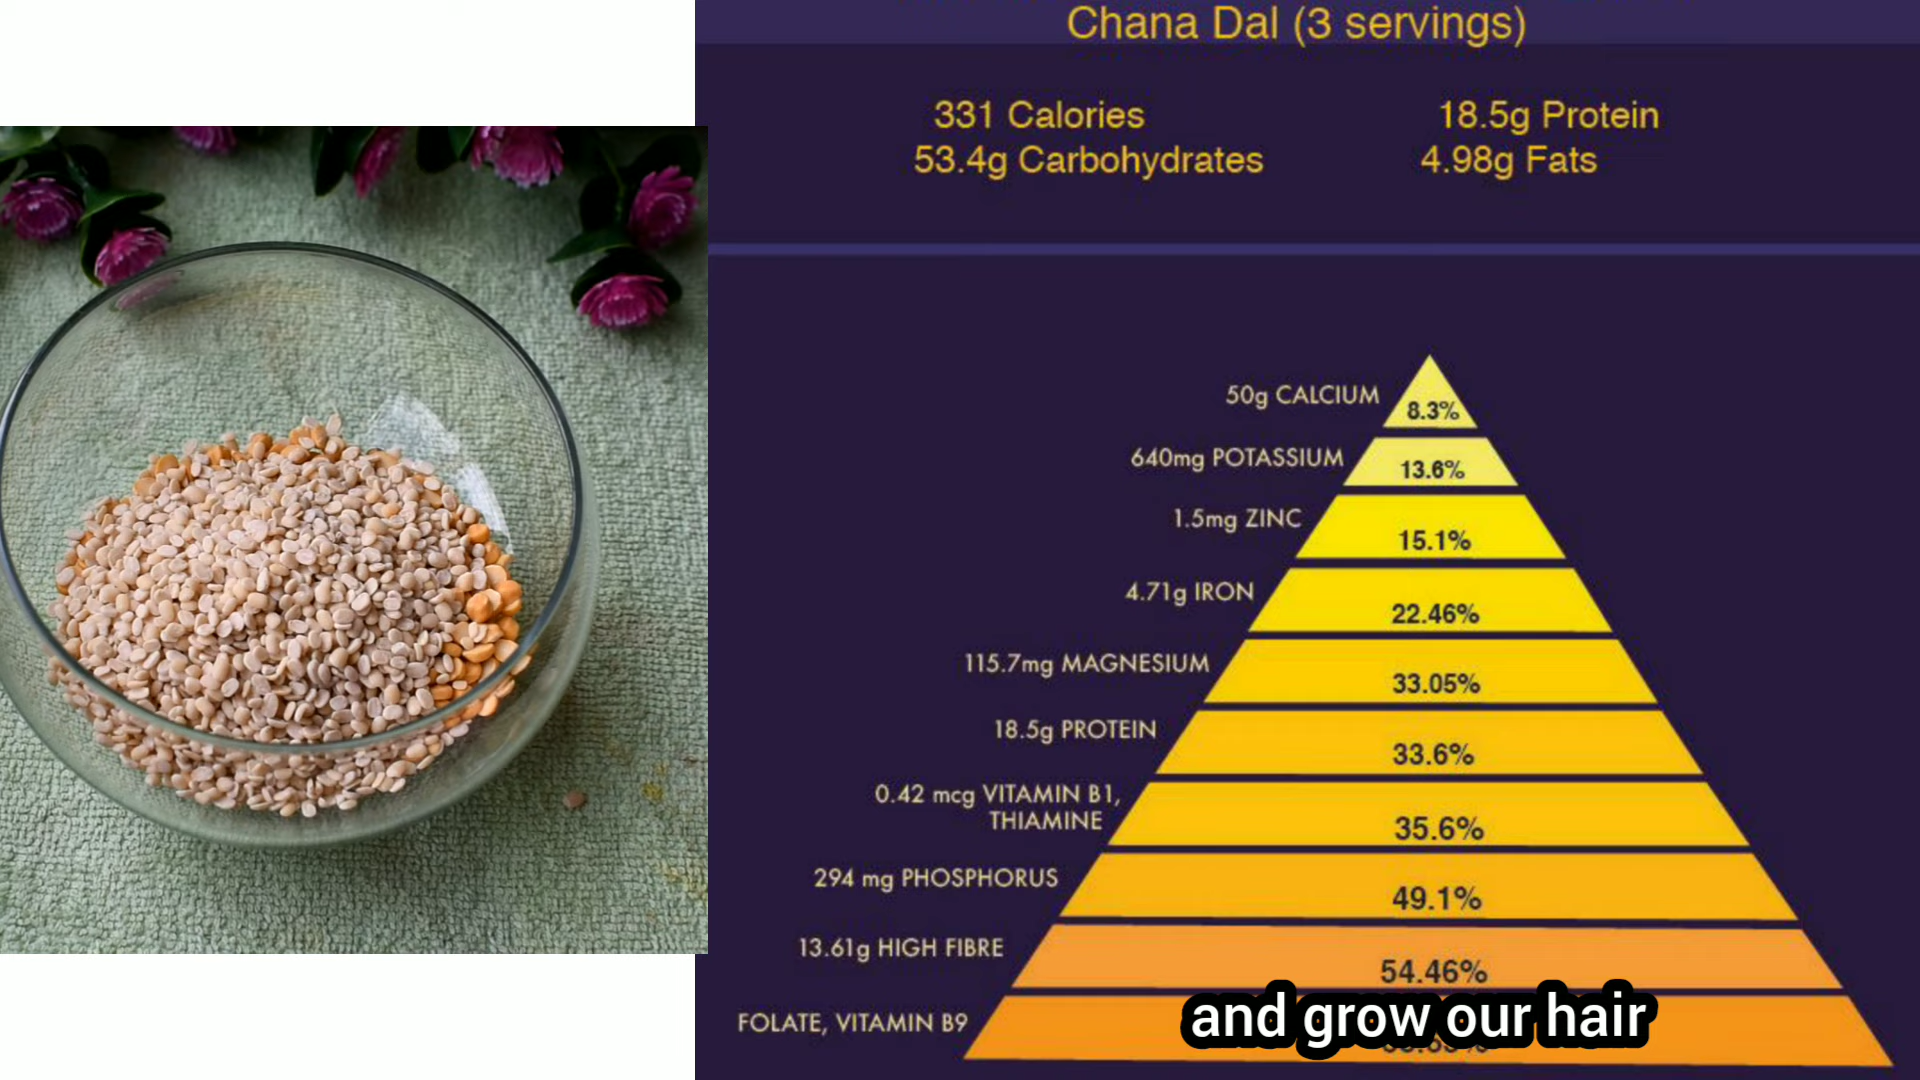 Chana Dal (3 servings)
331 Calories
18.5g Protein
53.4g Carbohydrates
4.98g Fats
50g CALCIUM
8.3%
640mg POTASSIUM
13.6%
1.5mg ZINC
15.1%
4.71g IRON
22.46%
115.7mg MAGNESIUM
33.05%
18.5g PROTEIN
33.6%
0.42 mcg VITAMIN B1,
THIAMINE
35.6%
294 mg PHOSPHORUS
49.1%
13.61g HIGH FIBRE
54.46%
FOLATE, VITAMIN B9
and grow our hair